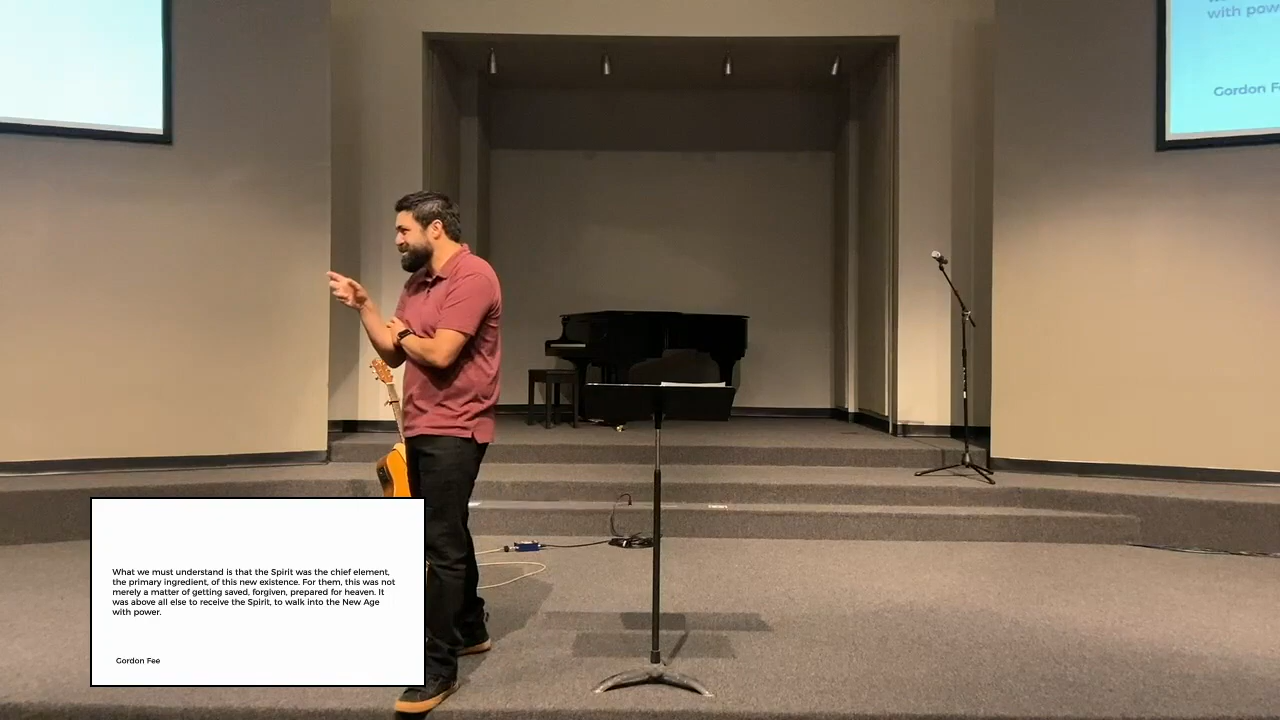 with pow
Gordon F
What we must understand is that the Spirit was the chief element,
the primary ingredient, of this new existence. For them, this was not
merely a matter of getting saved, forgiven, prepared for heaven. It
was above all else to receive the Spirit, to walk into the New Age
with power.
Gordon Fee